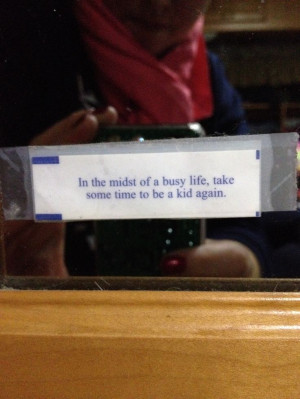 In the midst of a busy life, take
some time to be a kid again.